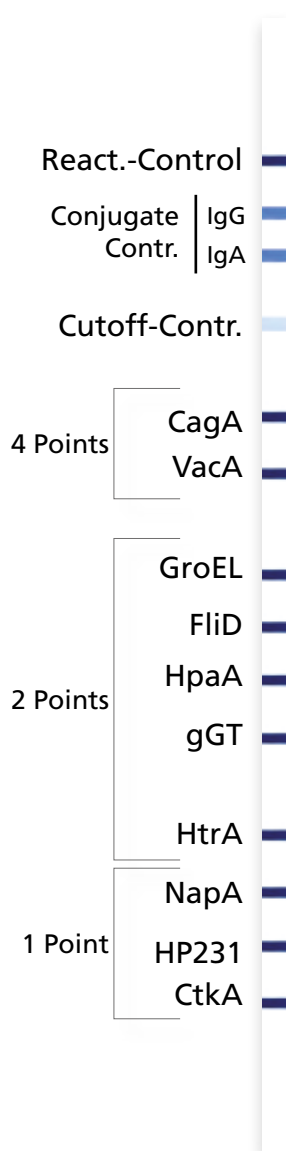 React.-Control
Conjugate
Contr.
IgG
IgA
Cutoff-Contr.
4 Points
CagA
VacA
2 Points
GroEL
FliD
HpaA
gGT
HtrA
1 Point
NapA
HP231
CtkA